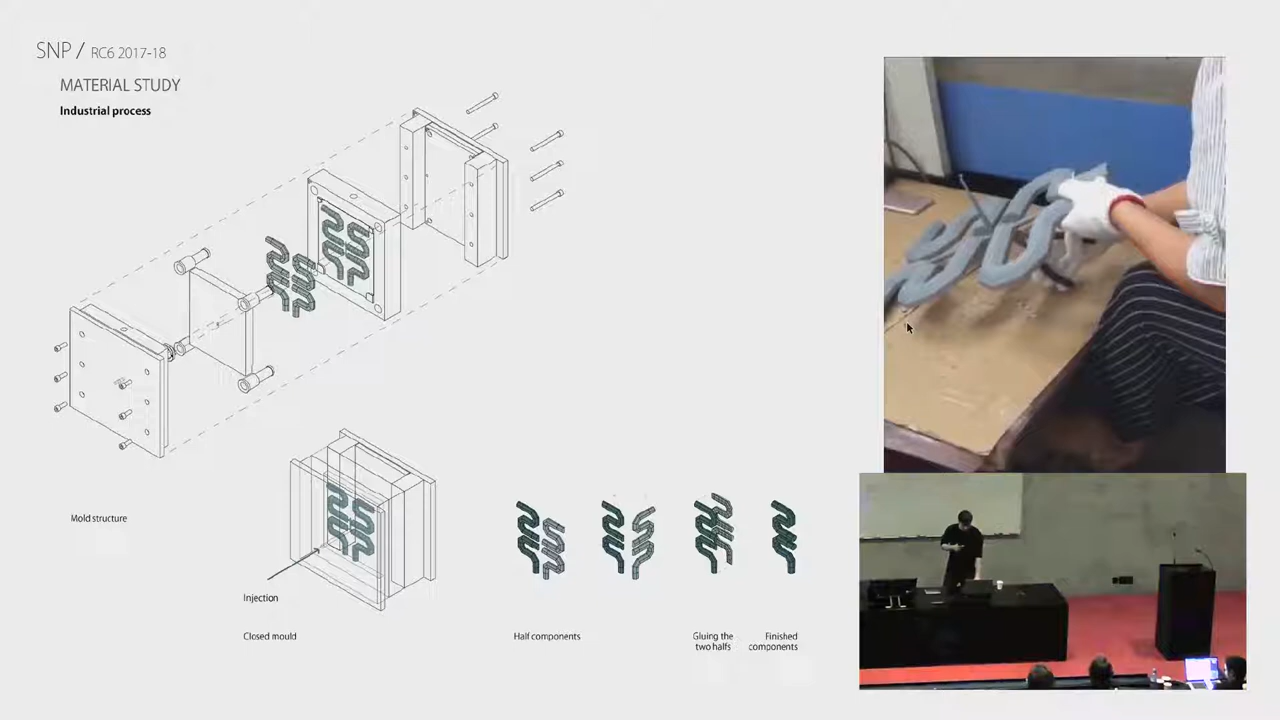 SNP / RC6 2017-18
MATERIAL STUDY
Industrial process
Mold structure
Injection
Closed mould
Half components
Gluing the
two halfs
Finished
components